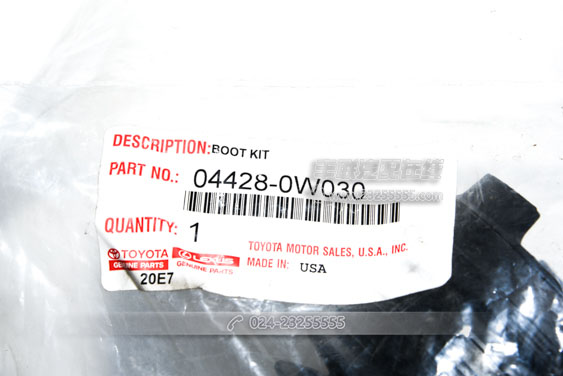 DESCRIPTION: BOOT KIT
PART NO.: 04428-0W030
QUANTITY: 1
TOYOTA MOTOR SALES, U.S.A., INC.
TOYOTA LEXUS
GENUINE PARTS GENUINE PARTS
MADE IN: USA
20E7
024-23255555